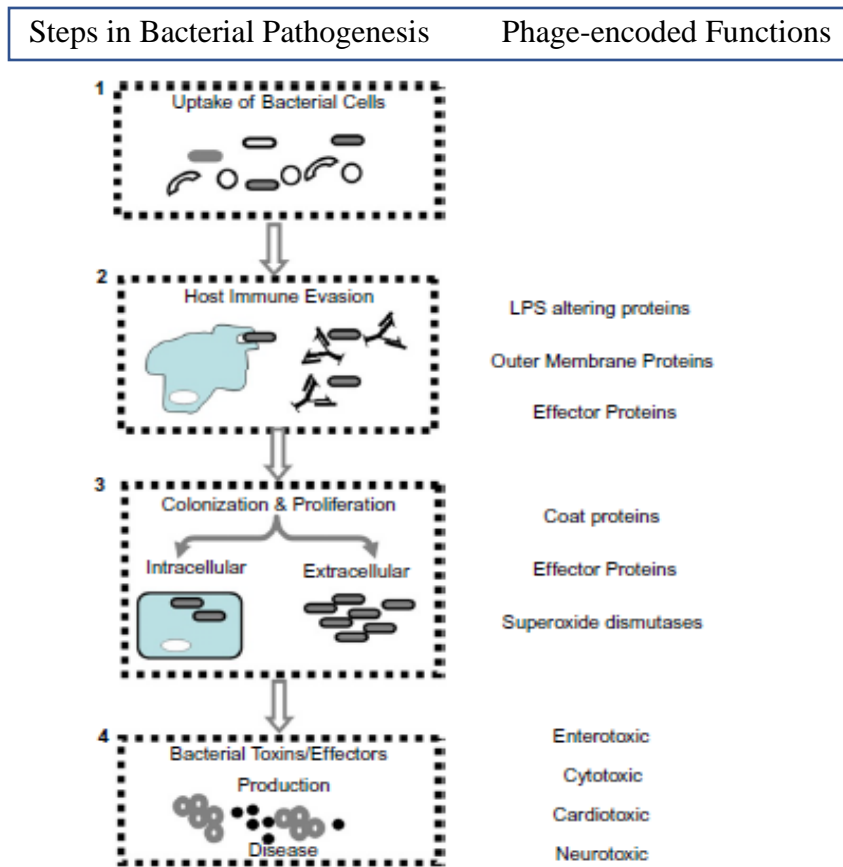 Steps in Bacterial Pathogenesis Phage-encoded Functions
1
Uptake of Bacterial Cells
2
Host Immune Evasion
LPS altering proteins
Outer Membrane Proteins
Effector Proteins
3
Colonization & Proliferation
Intracellular Extracellular
Coat proteins
Effector Proteins
Superoxide dismutases
4
Bacterial Toxins/Effectors
Production
Disease
Enterotoxic
Cytotoxic
Cardiotoxic
Neurotoxic